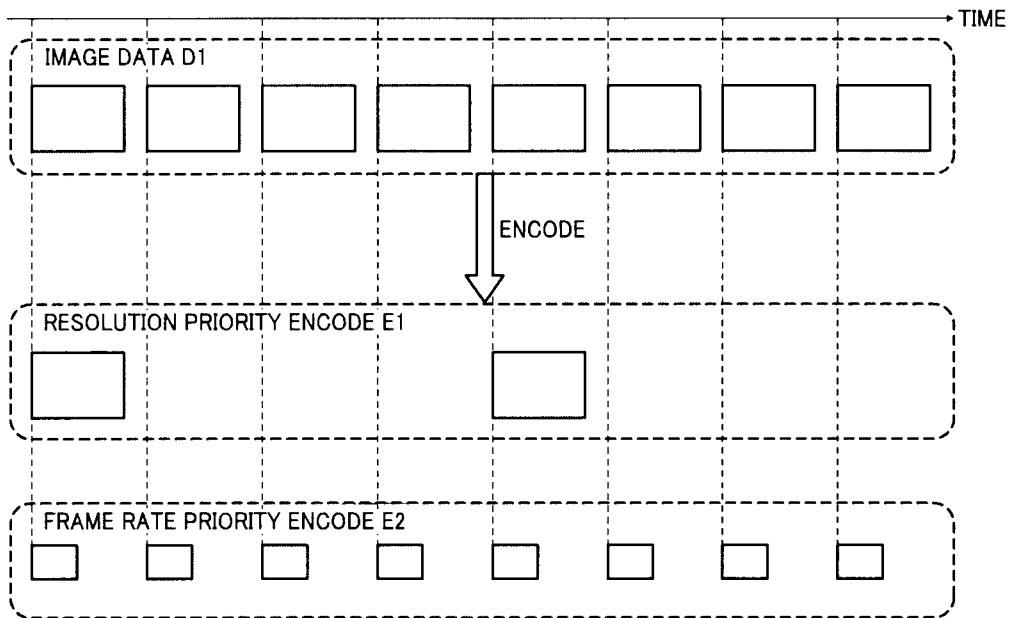 TIME
IMAGE DATA D1
ENCODE
RESOLUTION PRIORITY ENCODE E1
FRAME RATE PRIORITY ENCODE E2